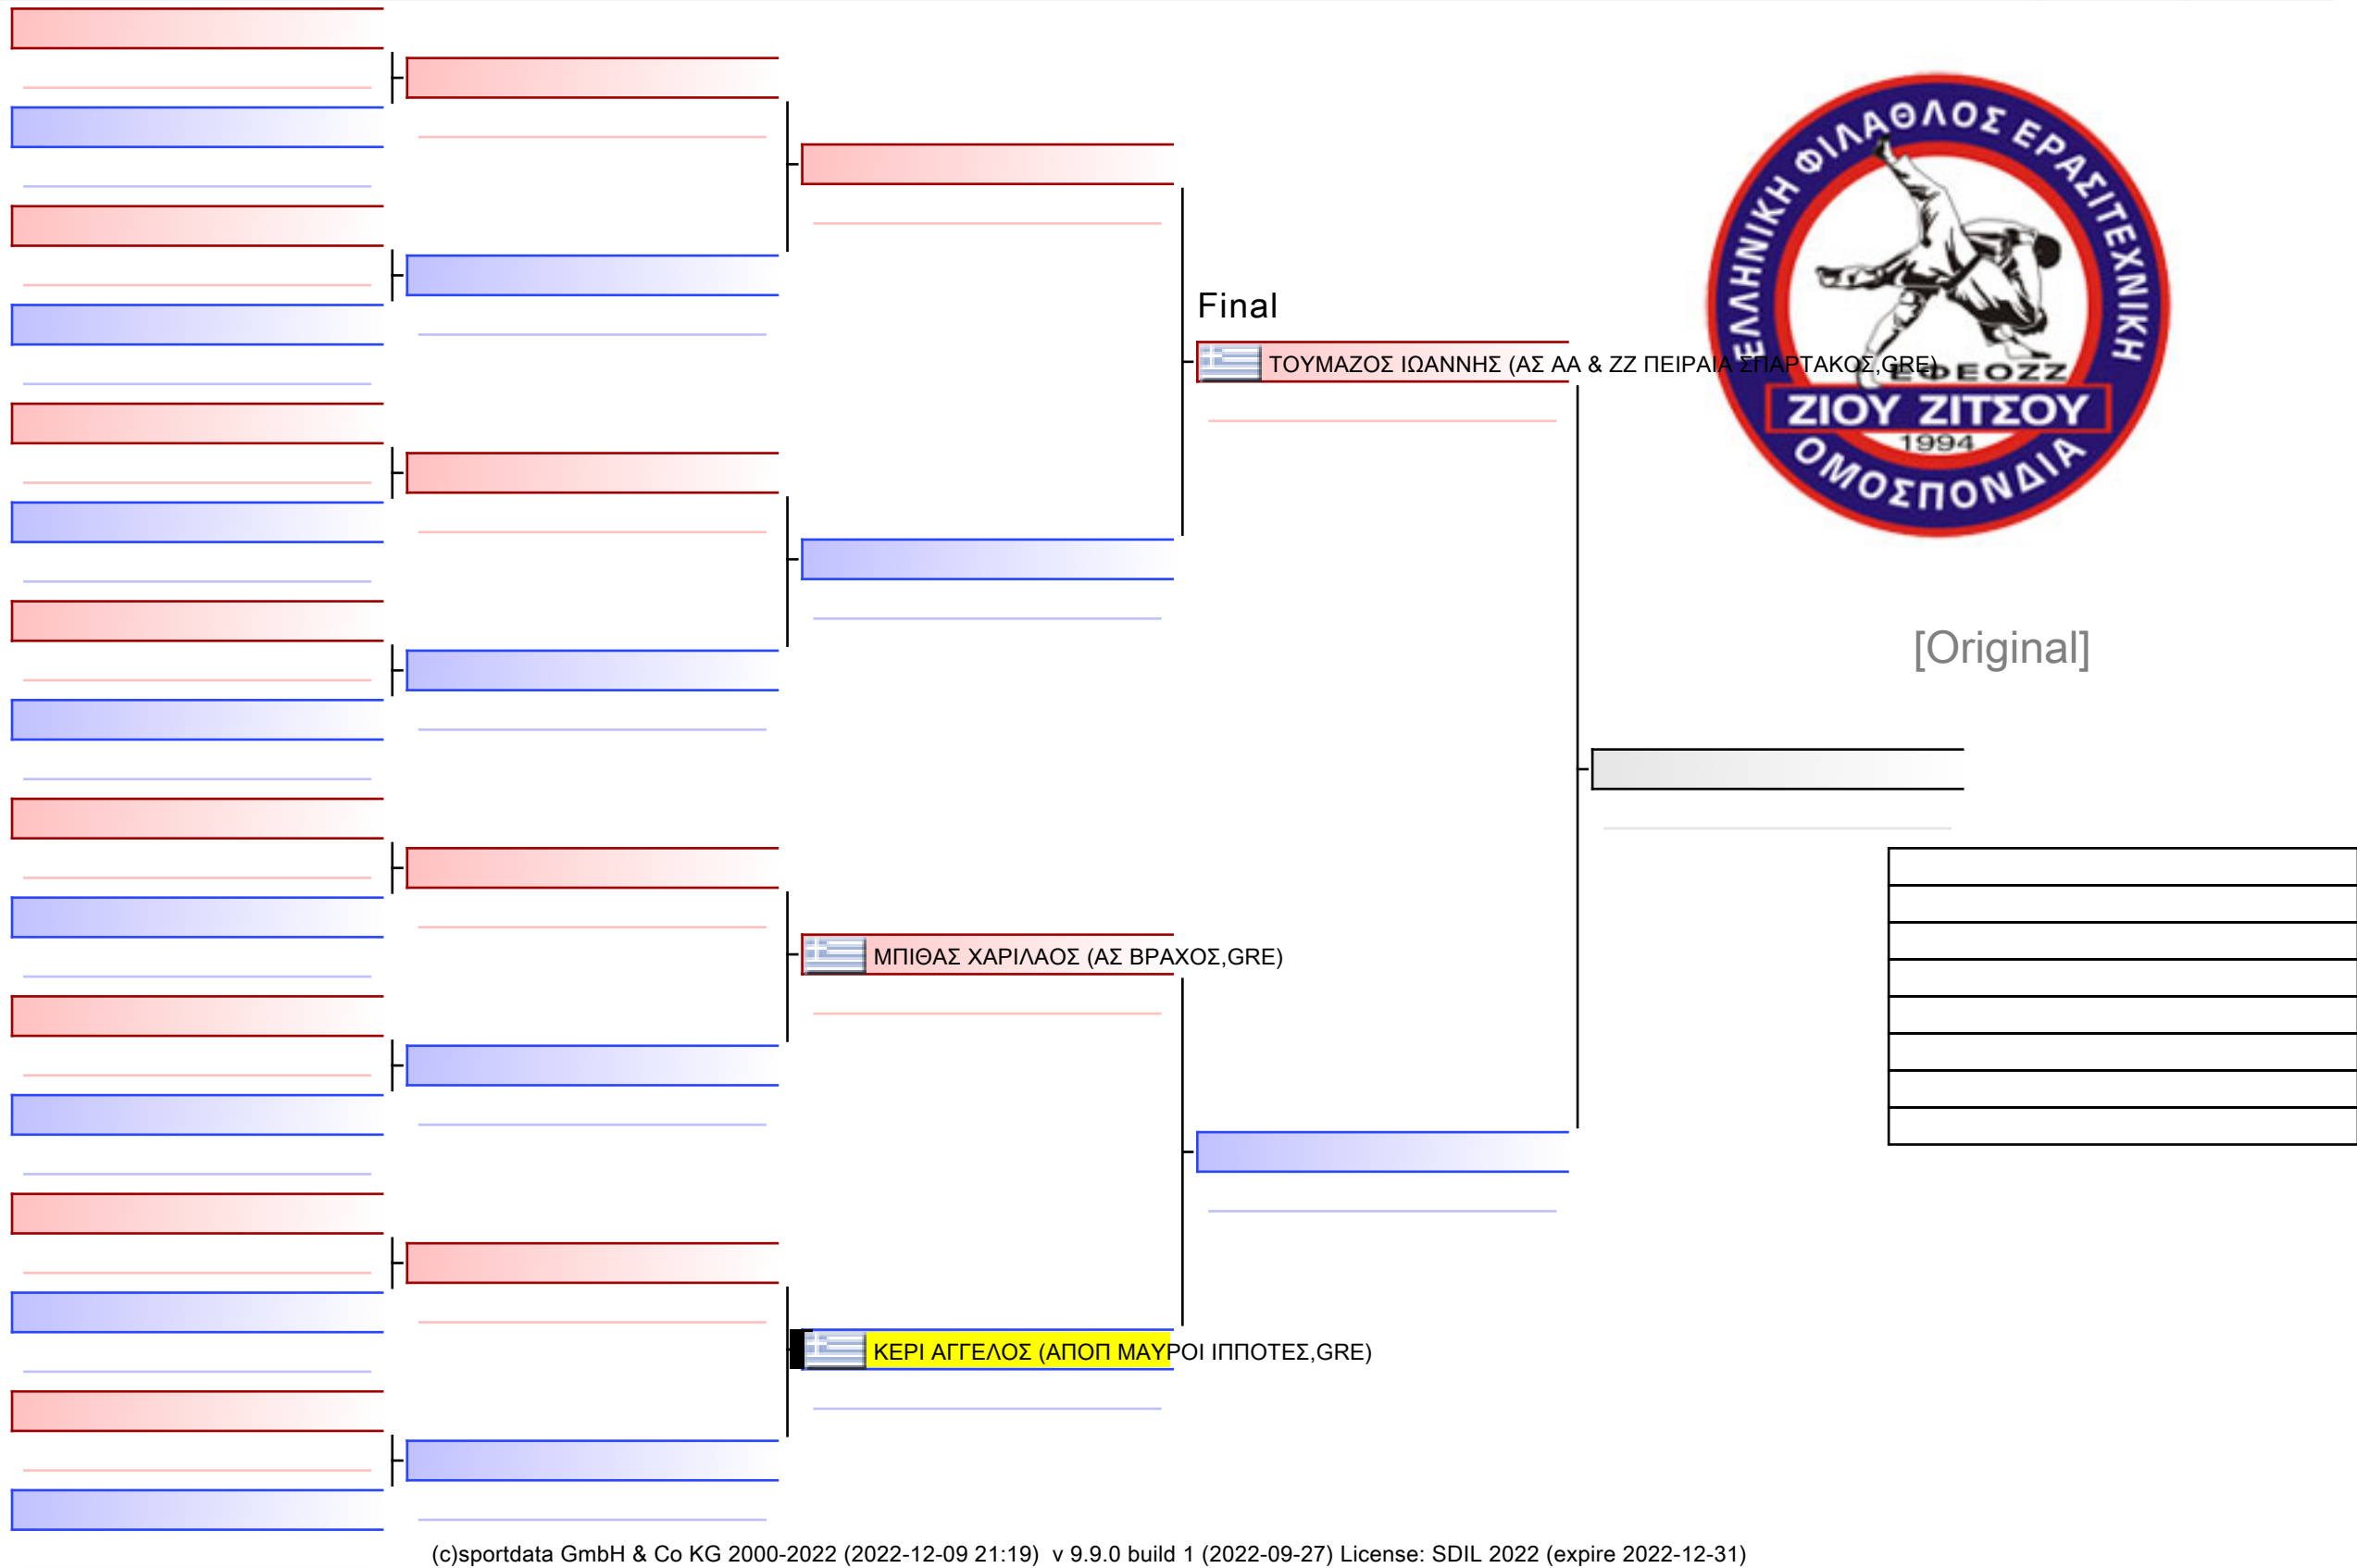 ΕΛΛΗΝΙΚΗ ΦΙΛΑΘΛΟΣ ΕΡΑΣΙΤΕΧΝΙΚΗ
Final
ΤΟΥΜΑΖΟΣ ΙΩΑΝΝΗΣ (ΑΣ ΑΑ & ΖΖ ΠΕΙΡΑΙΑ ΣΠΑΡΤΑΚΟΣ,GRE)
ΕΦΕΟΖΖ
ΖΙΟΥ ΖΙΤΣΟΥ
1994
ΟΜΟΣΠΟΝΔΙΑ
[Original]
ΜΠΙΘΑΣ ΧΑΡΙΛΑΟΣ (ΑΣ ΒΡΑΧΟΣ,GRE)
ΚΕΡΙ ΑΓΓΕΛΟΣ (ΑΠΟΠ ΜΑΥΡΟΙ ΙΠΠΟΤΕΣ,GRE)
(c)sportdata GmbH & Co KG 2000-2022 (2022-12-09 21:19) v 9.9.0 build 1 (2022-09-27) License: SDIL 2022 (expire 2022-12-31)